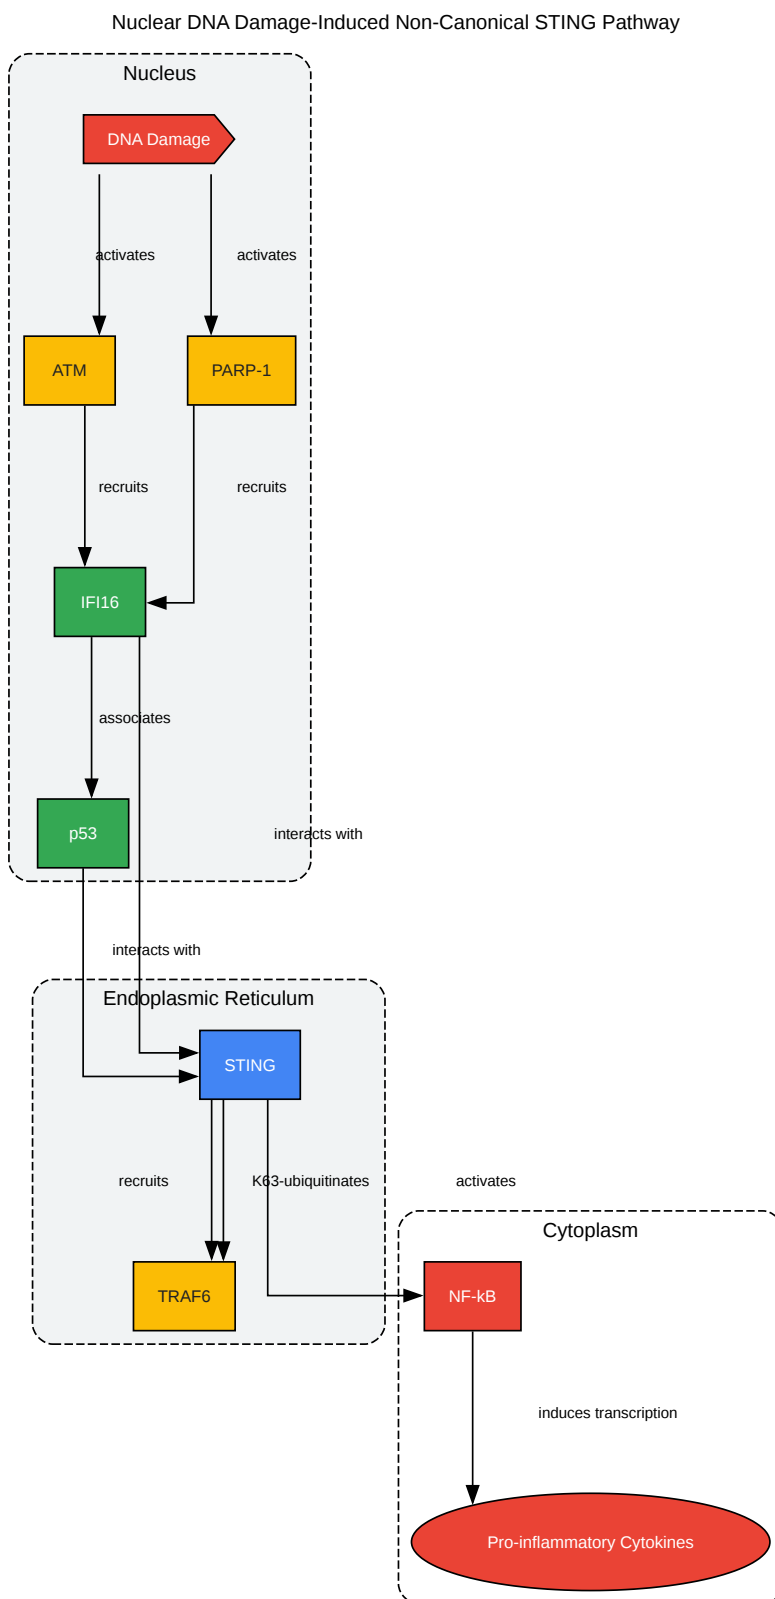 Nuclear DNA Damage-Induced Non-Canonical STING Pathway
Nucleus
DNA Damage
activates
activates
ATM
PARP-1
recruits
recruits
IFI16
associates
p53
interacts with
interacts with
Endoplasmic Reticulum
STING
recruits
K63-ubiquitinates
activates
Cytoplasm
TRAF6
NF-kB
induces transcription
Pro-inflammatory Cytokines